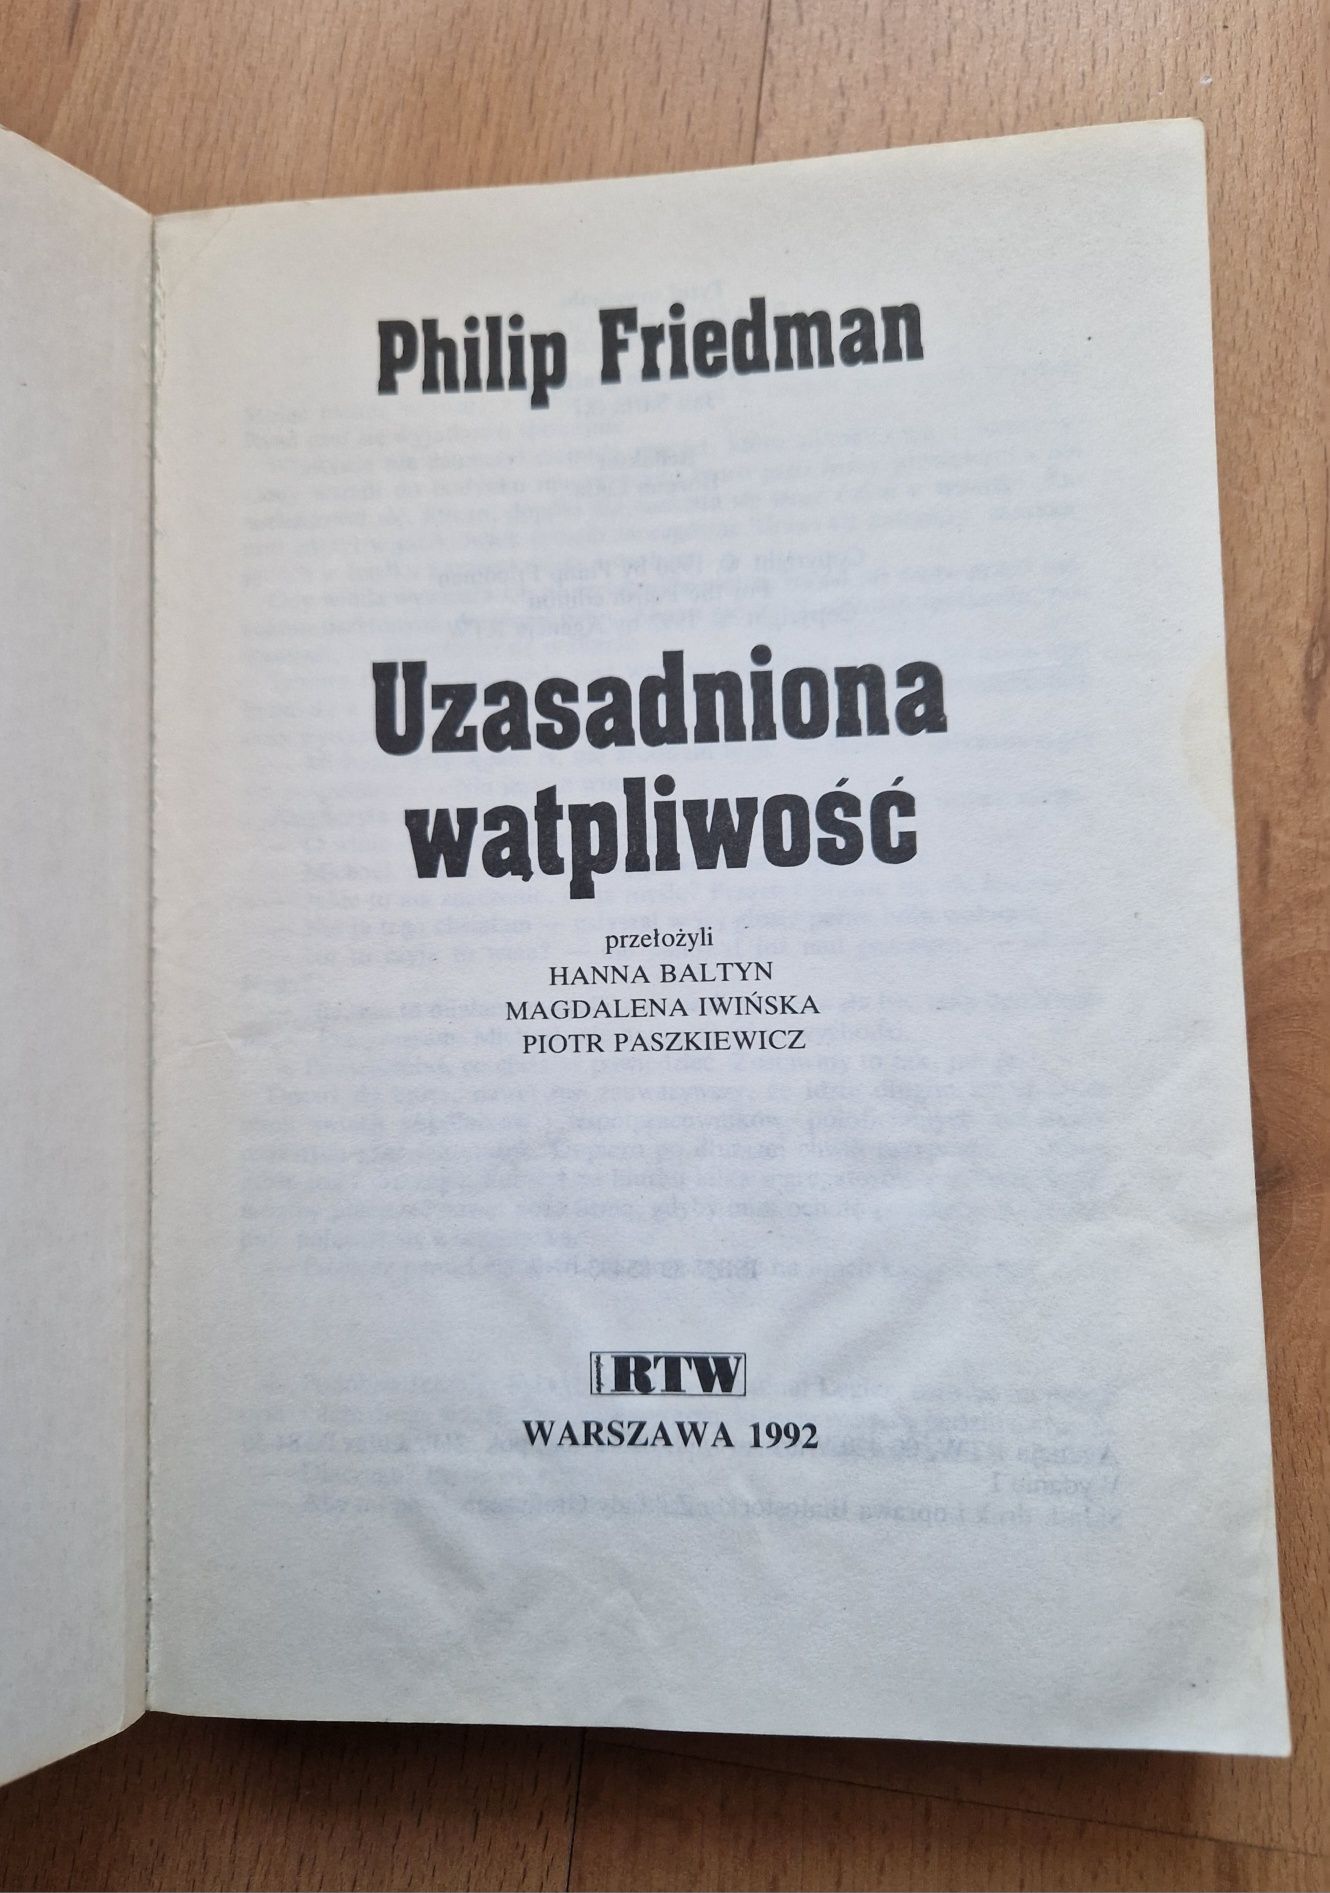 Philip Friedman
Uzasadniona
wątpliwość
przełożyli
HANNA BALTYN
MAGDALENA IWIŃSKA
PIOTR PASZKIEWICZ
RTW
WARSZAWA 1992